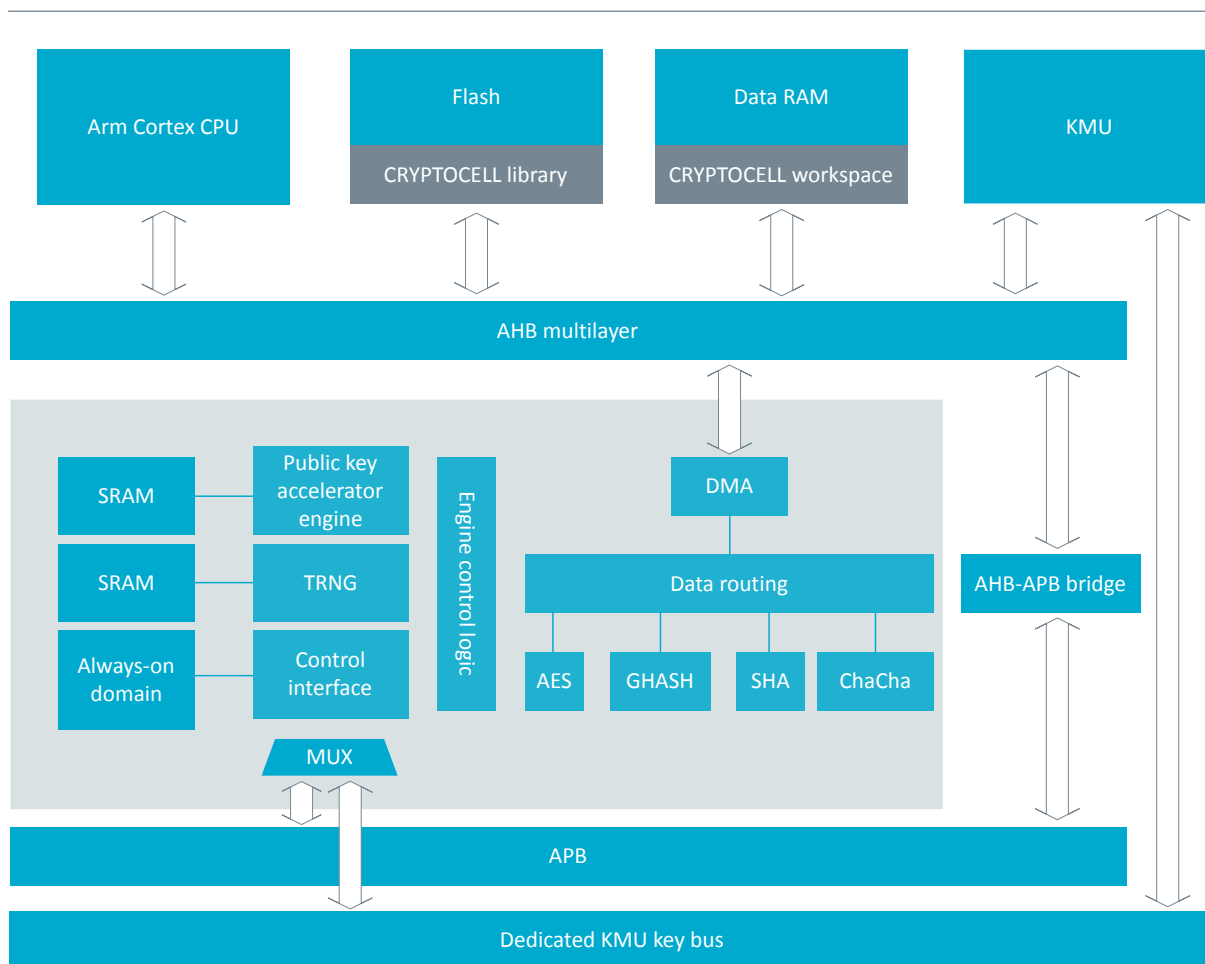 Arm Cortex CPU
Flash
CRYPTOCELL library
Data RAM
CRYPTOCELL workspace
KMU
AHB multilayer
SRAM
Public key
accelerator
engine
SRAM
TRNG
Always-on
domain
Control
interface
MUX
Engine control logic
DMA
Data routing
AES
GHASH
SHA
ChaCha
AHB-APB bridge
APB
Dedicated KMU key bus